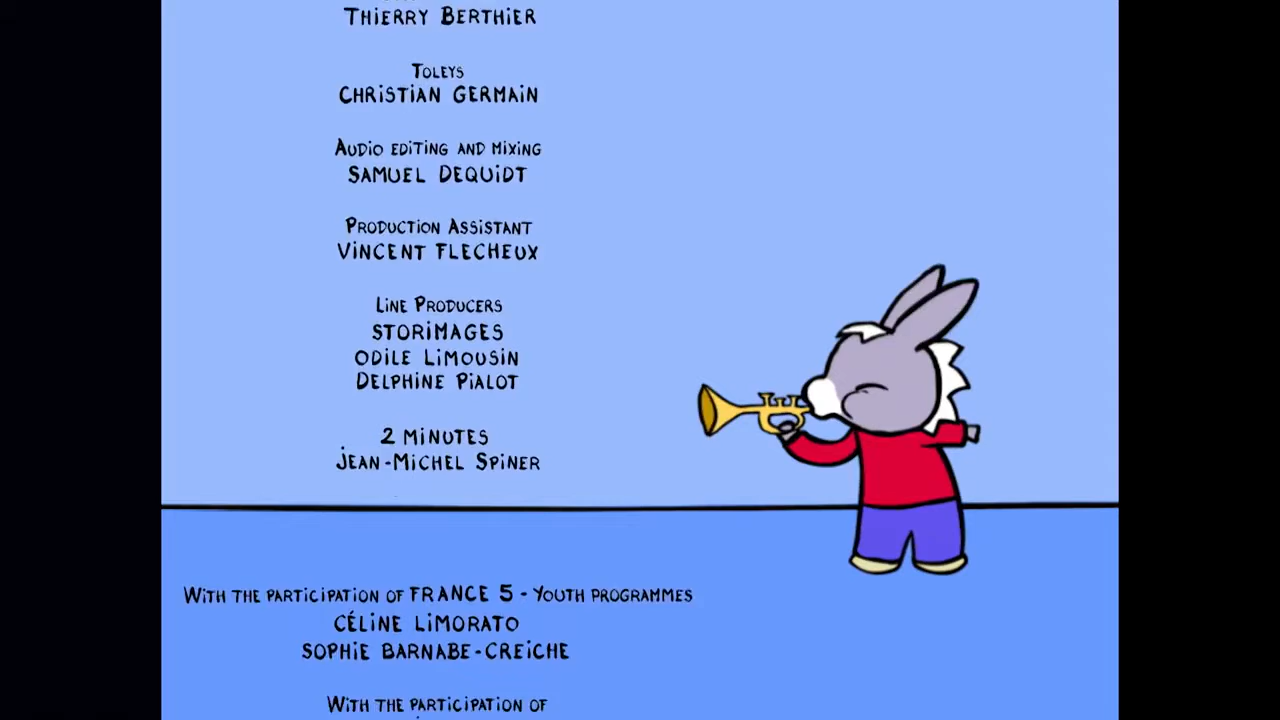 THIERRY BERTHIER
TOLEYS
CHRISTIAN GERMAIN
AUDIO EDITING AND MIXING
SAMUEL DEQUIDT
PRODUCTION ASSISTANT
VINCENT FLECHEUX
LINE PRODUCERS
STORIMAGES
ODILE LIMOUSIN
DELPHINE PIALOT
2 MINUTES
JEAN-MICHEL SPINER
WITH THE PARTICIPATION OF FRANCE 5 - YOUTH PROGRAMMES
CÉLINE LIMORATO
SOPHIE BARNABE-CREICHE
WITH THE PARTICIPATION OF